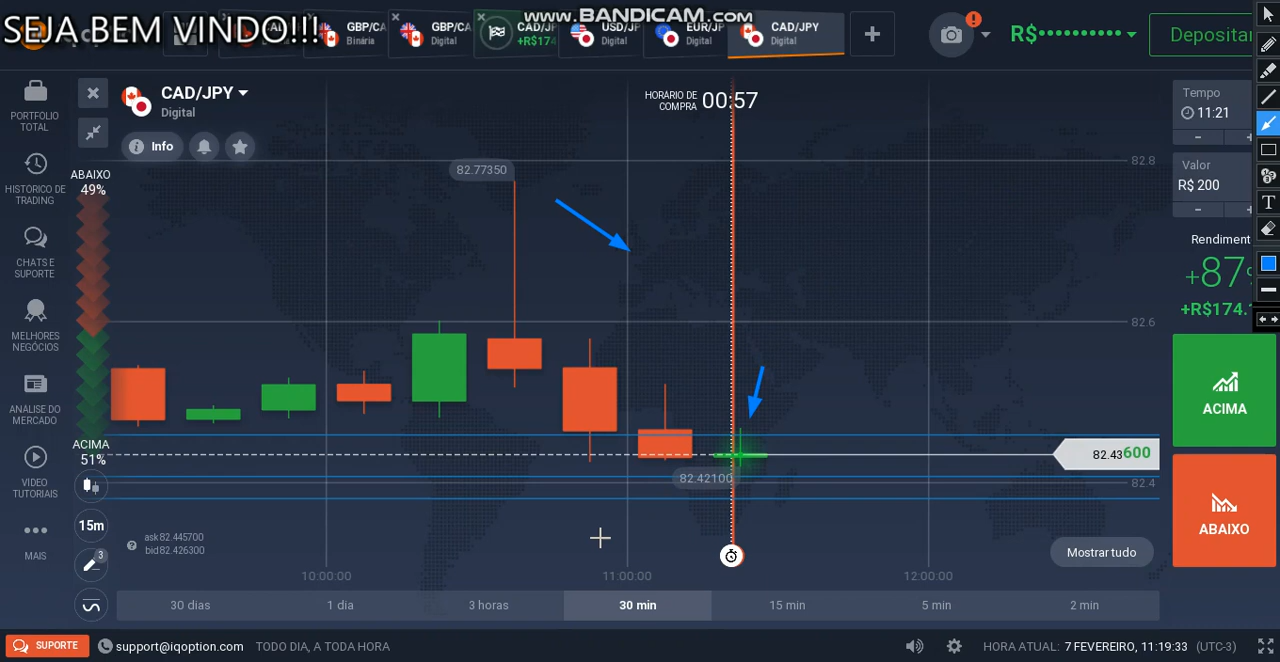 www.BANDICAM.com
SEJA BEM VINDO!!!
GBP/CA
Binária
GBP/CA
Digital
CAD/J
+R$17
USD/J
Digital
EUR/J
Digital
CAD/JPY
Digital
R$
Depositar
CAD/JPY
Digital
Info
HORARIO DE
COMPRA
00:57
Tempo
11:21
-
+
Valor
R$ 200
-
+
Rendiment
+87%
+R$174.
ACIMA
ABAIXO
PORTFOLIO
TOTAL
HISTÓRICO DE
TRADING
CHATS E
SUPORTE
MELHORES
NEGÓCIOS
ANALISE DO
MERCADO
VIDEO
TUTORIAIS
MAIS
ABAIXO
49%
ACIMA
51%
15m
3
82.77350
82.42100
82.8
82.6
82.43600
82.4
ask 82.445700
bid 82.426300
Mostrar tudo
10:00:00
11:00:00
12:00:00
30 dias
1 dia
3 horas
30 min
15 min
5 min
2 min
SUPORTE
support@iqoption.com
TODO DIA, A TODA HORA
HORA ATUAL: 7 FEVEREIRO, 11:19:33 (UTC-3)